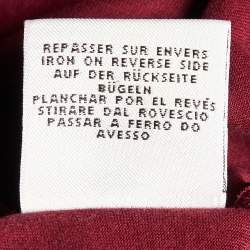 REPASSER SUR ENVERS
IRON ON REVERSE SIDE
AUF DER RÜCKSEITE
BÜGELN
PLANCHAR POR EL REVÉS
STIRARE DAL ROVESCIO
PASSAR A FERRO DO
AVESSO